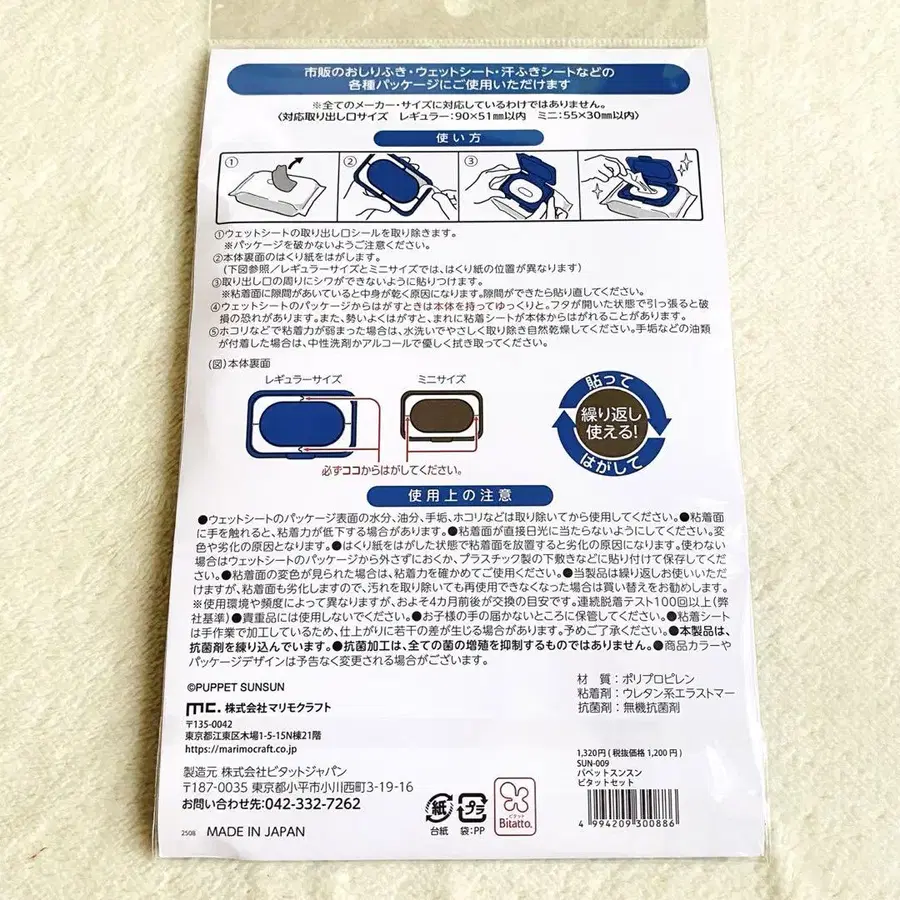 市販のおしりふき・ウェットシート・汗ふきシートなどの
各種パッケージにご使用いただけます
※全てのメーカー・サイズに対応しているわけではありません。
〈対応取り出し口サイズ　レギュラー：90×51㎜以内　ミニ：55×30㎜以内〉
使い方
① ② ③
①ウェットシートの取り出し口シールを取り除きます。
※パッケージを破かないようご注意ください。
②本体裏面のはくり紙をはがします。
(下図参照／レギュラーサイズとミニサイズでは、はくり紙の位置が異なります)
③取り出し口の周りにシワができないように貼りつけます。
※粘着面に隙間があいていると中身が乾く原因になります。隙間ができたら貼り直してください。
④ウェットシートのパッケージからはがすときは本体を持ってゆっくりと。フタが開いた状態で引っ張ると破
損の恐れがあります。また、勢いよくはがすと、まれに粘着シートが本体からはがれることがあります。
⑤ホコリなどで粘着力が弱まった場合は、水洗いでやさしく取り除き自然乾燥してください。手垢などの油類
が付着した場合は、中性洗剤かアルコールで優しく拭き取ってください。
(図)本体裏面
レギュラーサイズ
ミニサイズ
必ずココからはがしてください。
貼って
繰り返し
使える!
はがして
使用上の注意
●ウェットシートのパッケージ表面の水分、油分、手垢、ホコリなどは取り除いてから使用してください。●粘着面
に手を触れると、粘着力が低下する場合があります。●粘着面が直接日光に当たらないようにしてください。変
色や劣化の原因となります。●はくり紙をはがした状態で粘着面を放置すると劣化の原因になります。使わない
場合はウェットシートのパッケージから外さずにおくか、プラスチック製の下敷きなどに貼り付けて保存してくだ
さい。●粘着面の変色が見られた場合は、粘着力を確かめてご使用ください。●当製品は繰り返しお使いいただ
けますが、粘着面も劣化しますので、汚れを取り除いても再使用できなくなった場合は買い替えをお勧めします。
※使用環境や頻度によって異なりますが、およそ4カ月前後が交換の目安です。連続脱着テスト100回以上(弊
社基準)●貴重品には使用しないでください。●お子様の手の届かないところに保管してください。●粘着シート
は手作業で加工しているため、仕上がりに若干の差が生じる場合があります。予めご了承ください。●本製品は、
抗菌剤を練り込んでいます。●抗菌加工は、全ての菌の増殖を抑制するものではありません。●商品カラーや
パッケージデザインは予告なく変更される場合がございます。
©PUPPET SUNSUN
mc. 株式会社マリモクラフト
〒135-0042
東京都江東区木場1-5-15N棟21階
https://marimocraft.co.jp
材　質：ポリプロピレン
粘着剤：ウレタン系エラストマー
抗菌剤：無機抗菌剤
製造元 株式会社ビタットジャパン
〒187-0035 東京都小平市小川西町3-19-16
お問い合わせ先:042-332-7262
2508 MADE IN JAPAN
紙
台紙
プラ
袋：PP
ビタット
Bitatto.
1,320円(税抜価格 1,200円)
SUN-009
パペットスンスン
ビタットセット
4 994209 300886